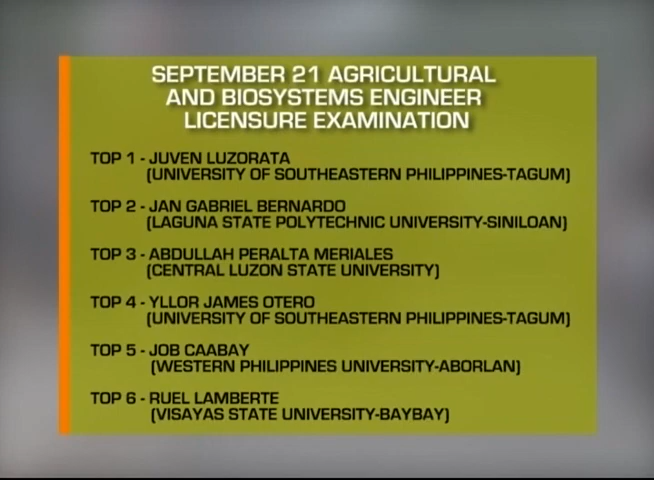 SEPTEMBER 21 AGRICULTURAL
AND BIOSYSTEMS ENGINEER
LICENSURE EXAMINATION
TOP 1 - JUVEN LUZORATA
(UNIVERSITY OF SOUTHEASTERN PHILIPPINES-TAGUM)
TOP 2 - JAN GABRIEL BERNARDO
(LAGUNA STATE POLYTECHNIC UNIVERSITY-SINILOAN)
TOP 3 - ABDULLAH PERALTA MERIALES
(CENTRAL LUZON STATE UNIVERSITY)
TOP 4 - YLLOR JAMES OTERO
(UNIVERSITY OF SOUTHEASTERN PHILIPPINES-TAGUM)
TOP 5 - JOB CAABAY
(WESTERN PHILIPPINES UNIVERSITY-ABORLAN)
TOP 6 - RUEL LAMBERTE
(VISAYAS STATE UNIVERSITY-BAYBAY)